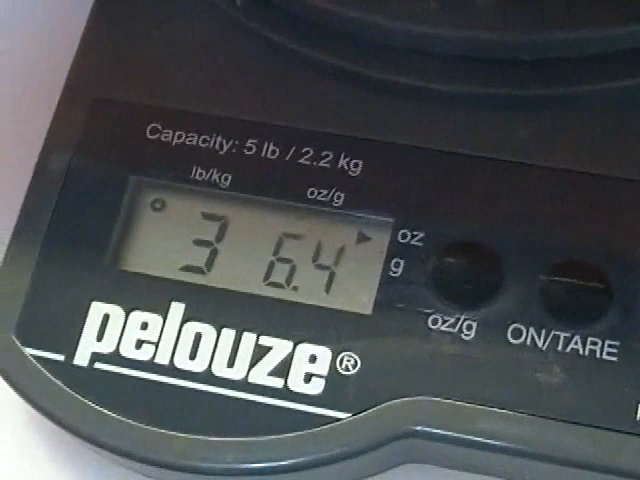 Capacity: 5 lb / 2.2 kg
lb/kg oz/g
3 6.4 oz
g
oz/g ON/TARE
pelouze®